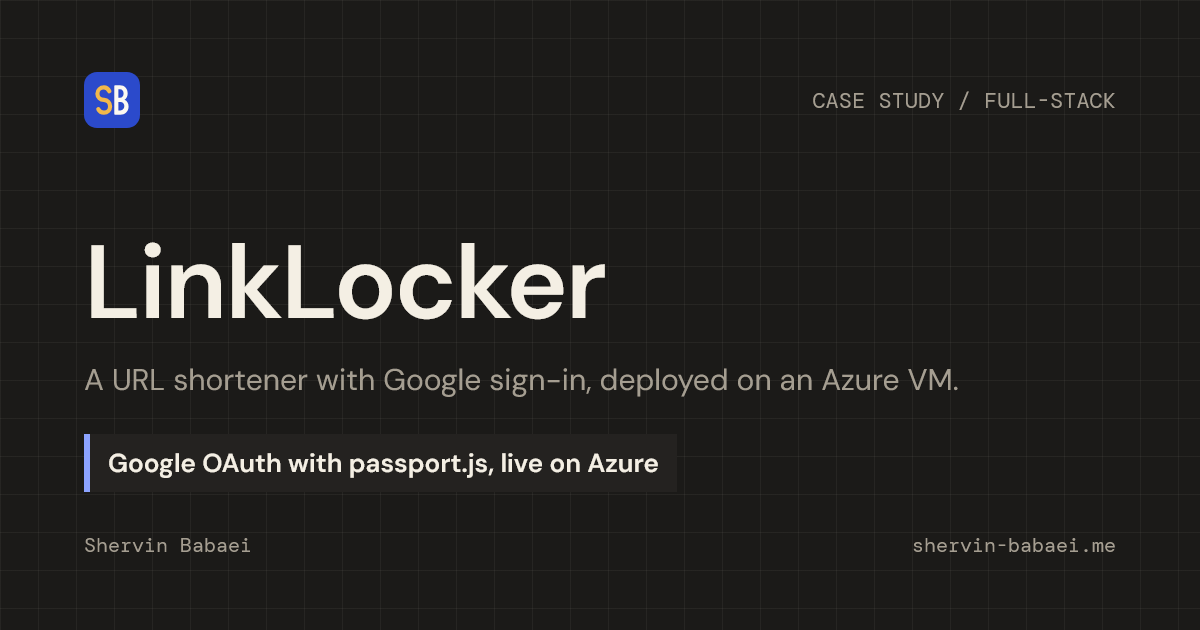 SB
CASE STUDY / FULL-STACK
LinkLocker
A URL shortener with Google sign-in, deployed on an Azure VM.
Google OAuth with passport.js, live on Azure
Shervin Babaei
shervin-babaei.me